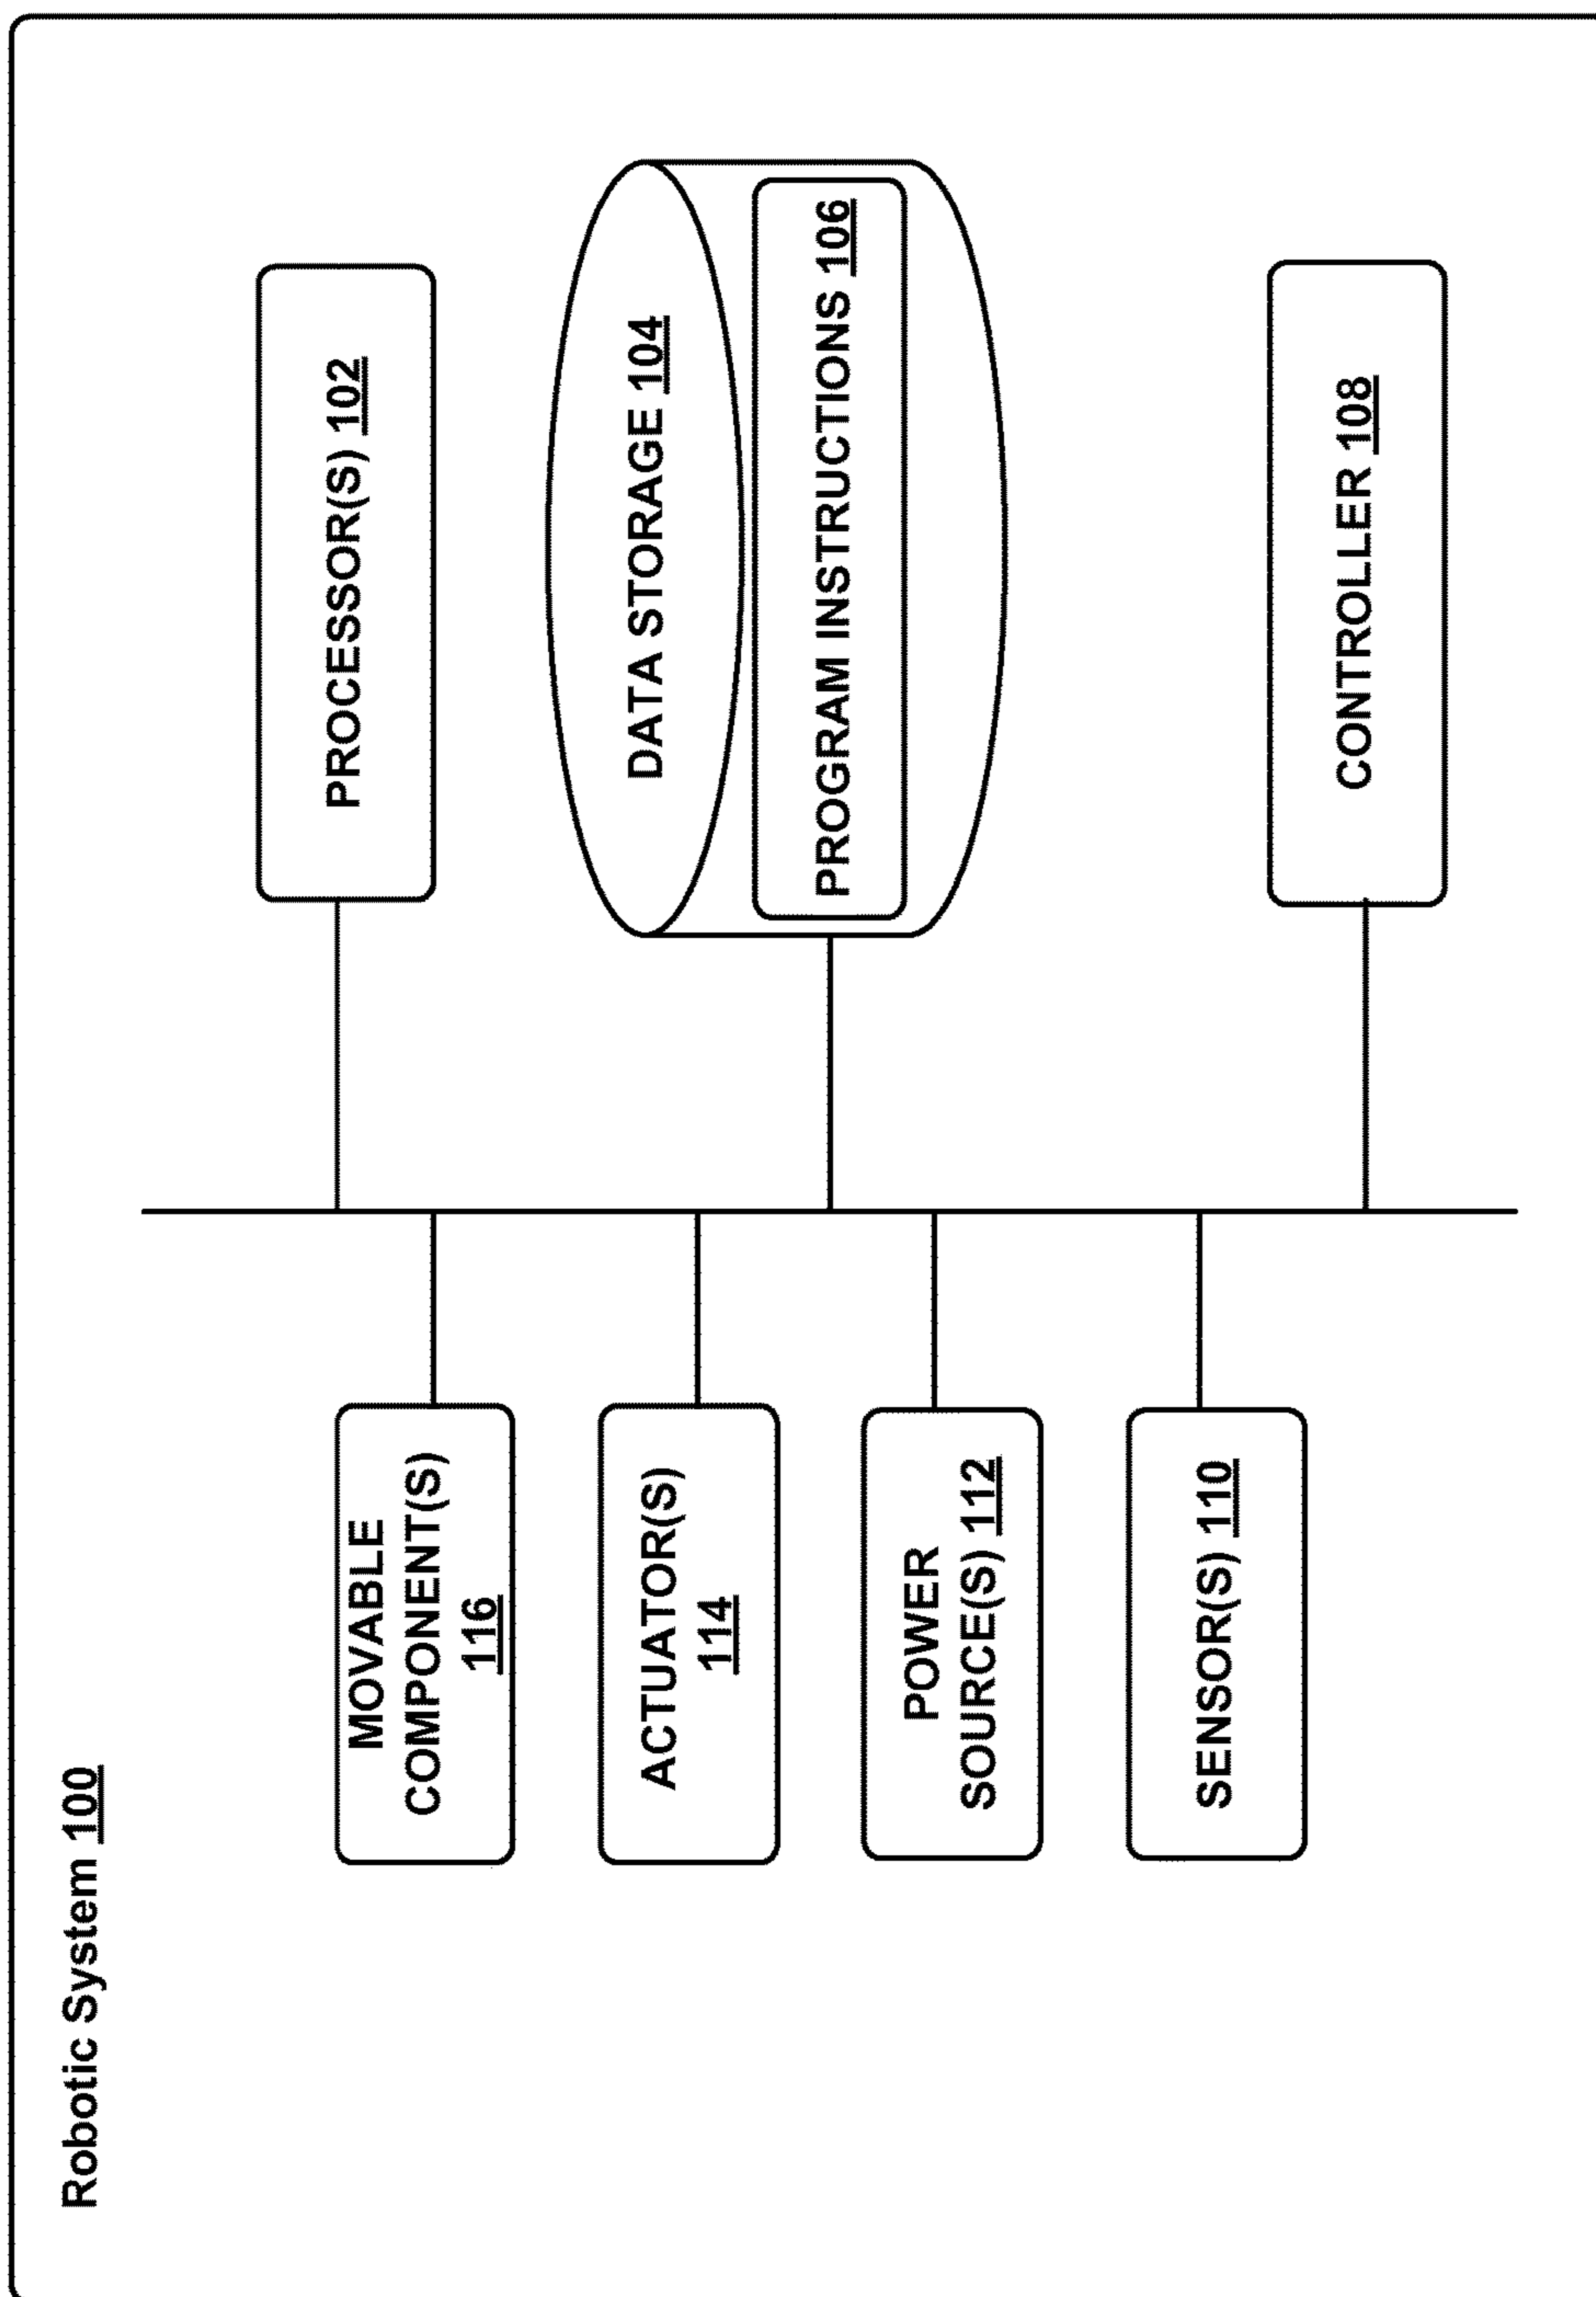 Robotic System 100
MOVABLE
COMPONENT(S)
116
ACTUATOR(S)
114
POWER
SOURCE(S) 112
SENSOR(S) 110
PROCESSOR(S) 102
DATA STORAGE 104
PROGRAM INSTRUCTIONS 106
CONTROLLER 108